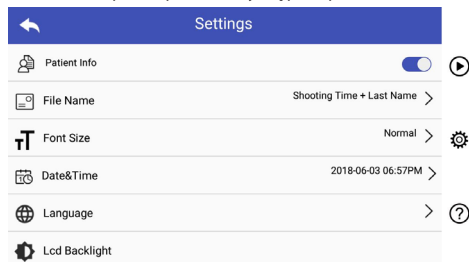 Settings
Patient Info
File Name Shooting Time + Last Name
Font Size Normal
Date&Time 2018-06-03 06:57PM
Language
Lcd Backlight